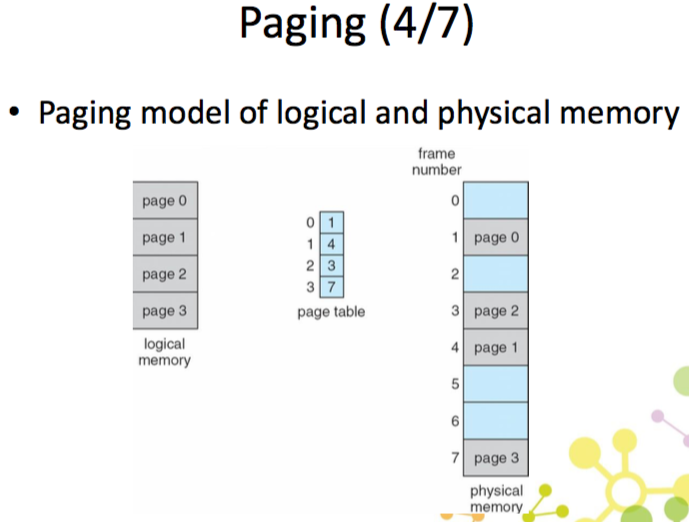 Paging (4/7)
• Paging model of logical and physical memory
frame
number
page 0
page 1
page 2
page 3
logical
memory
0 1
1 4
2 3
3 7
page table
0
1 page 0
2
3 page 2
4 page 1
5
6
7 page 3
physical
memory